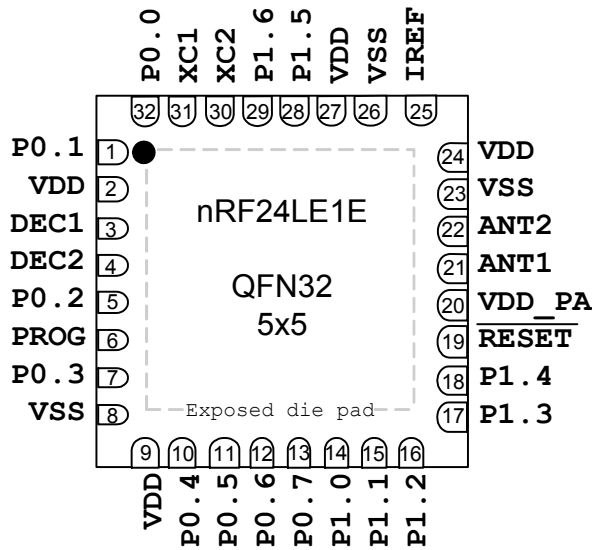 P0.0
XC1
XC2
P1.6
P1.5
VDD
VSS
IREF
32 31 30 29 28 27 26 25
P0.1 1
VDD 2
DEC1 3
DEC2 4
P0.2 5
PROG 6
P0.3 7
VSS 8
nRF24LE1E
QFN32
5x5
Exposed die pad
24 VDD
23 VSS
22 ANT2
21 ANT1
20 VDD_PA
19 RESET
18 P1.4
17 P1.3
9 10 11 12 13 14 15 16
VDD
P0.4
P0.5
P0.6
P0.7
P1.0
P1.1
P1.2